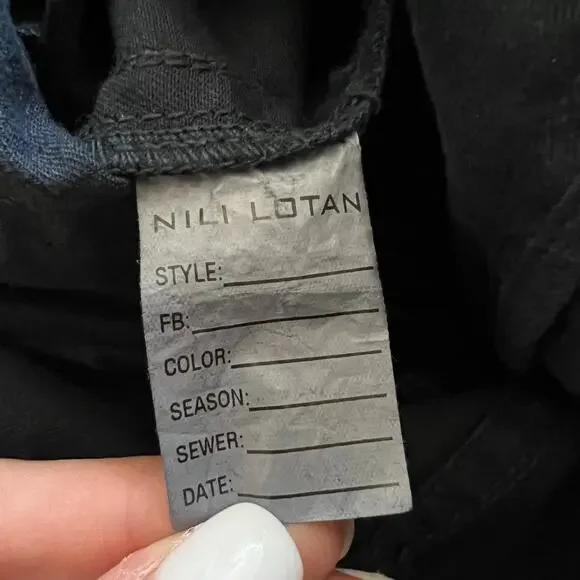 NILI LOTAN
STYLE:
FB:
COLOR:
SEASON:
SEWER:
DATE: